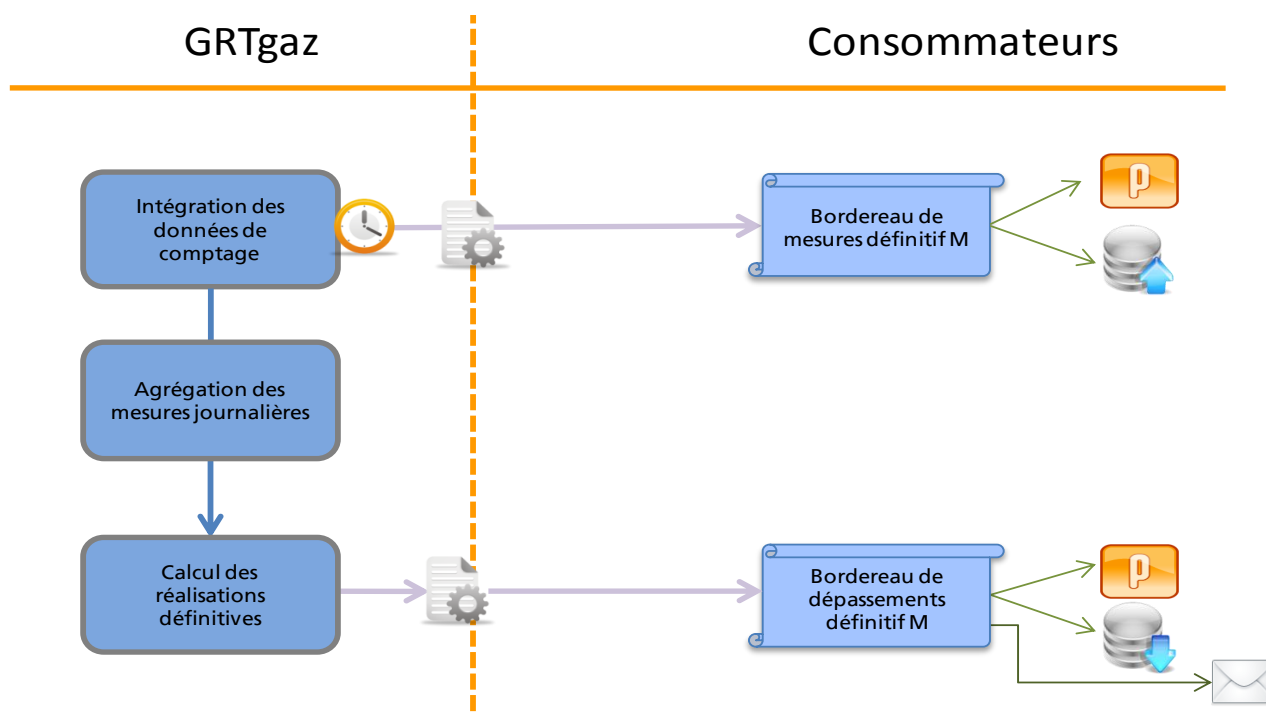 GRTgaz
Consommateurs
Intégration des
données de
comptage
Bordereau de
mesures définitif M
p
Agrégation des
mesures journalières
Calcul des
réalisations
définitives
Bordereau de
dépassements
définitif M
p